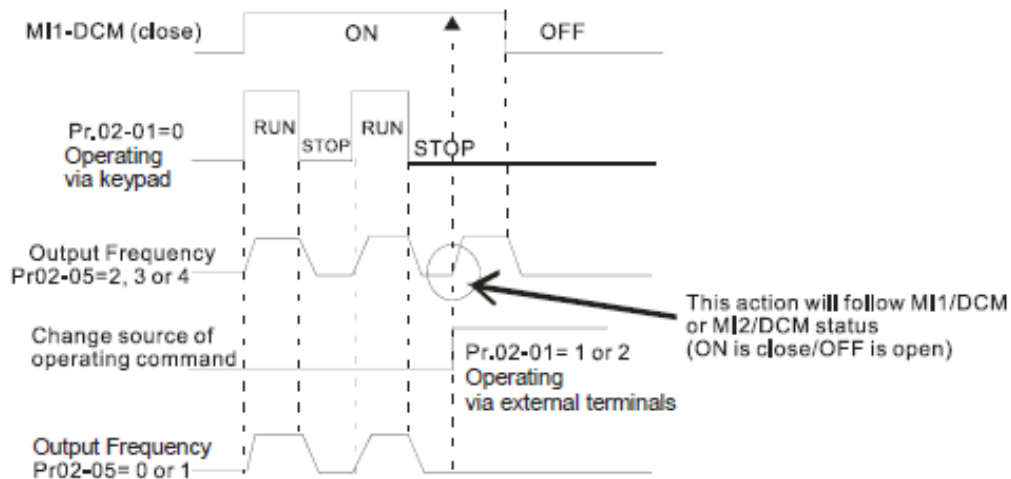 MI1-DCM (close)
ON
OFF
Pr.02-01=0
Operating
via keypad
RUN
STOP
RUN
STOP
Output Frequency
Pr02-05=2, 3 or 4
This action will follow MI1/DCM
or MI2/DCM status
(ON is close/OFF is open)
Change source of
operating command
Pr.02-01= 1 or 2
Operating
via external terminals
Output Frequency
Pr02-05= 0 or 1